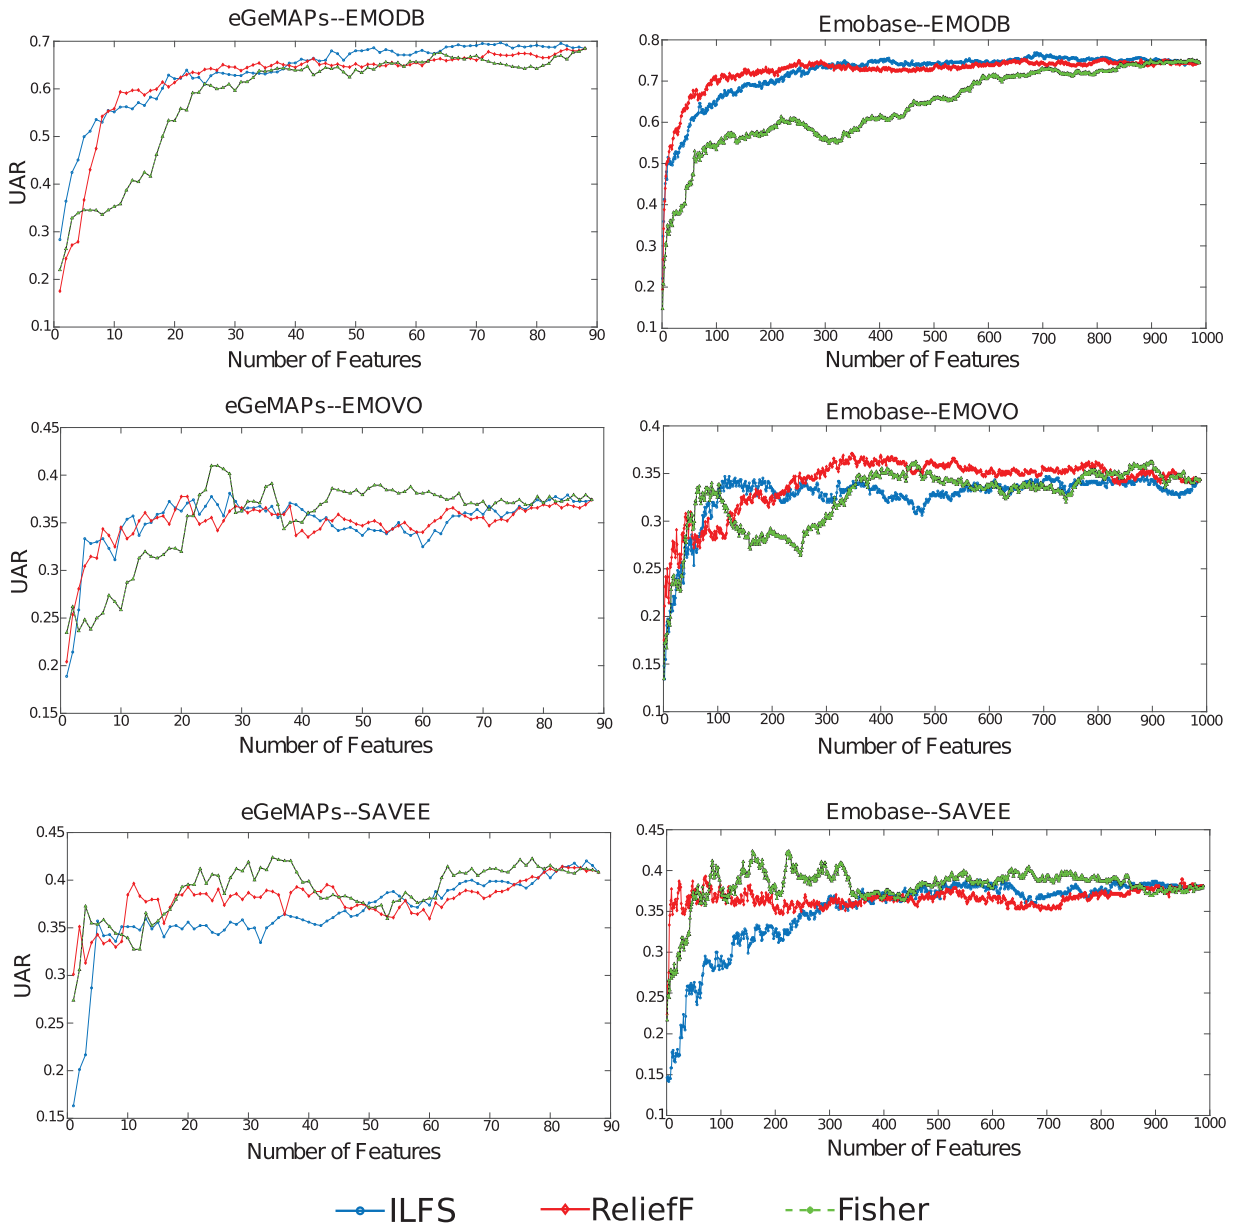 eGeMAPs--EMODB
0.7
0.6
0.5
0.4
0.3
0.2
0.1
UAR
0 10 20 30 40 50 60 70 80 90
Number of Features
Emobase--EMODB
0.8
0.7
0.6
0.5
0.4
0.3
0.2
0.1
0 100 200 300 400 500 600 700 800 900 1000
Number of Features
eGeMAPs--EMOVO
0.45
0.4
0.35
0.3
0.25
0.2
0.15
UAR
0 10 20 30 40 50 60 70 80 90
Number of Features
Emobase--EMOVO
0.4
0.35
0.3
0.25
0.2
0.15
0.1
0 100 200 300 400 500 600 700 800 900 1000
Number of Features
eGeMAPs--SAVEE
0.45
0.4
0.35
0.3
0.25
0.2
0.15
UAR
0 10 20 30 40 50 60 70 80 90
Number of Features
Emobase--SAVEE
0.45
0.4
0.35
0.3
0.25
0.2
0.15
0.1
0 100 200 300 400 500 600 700 800 900 1000
Number of Features
ILFS ReliefF Fisher